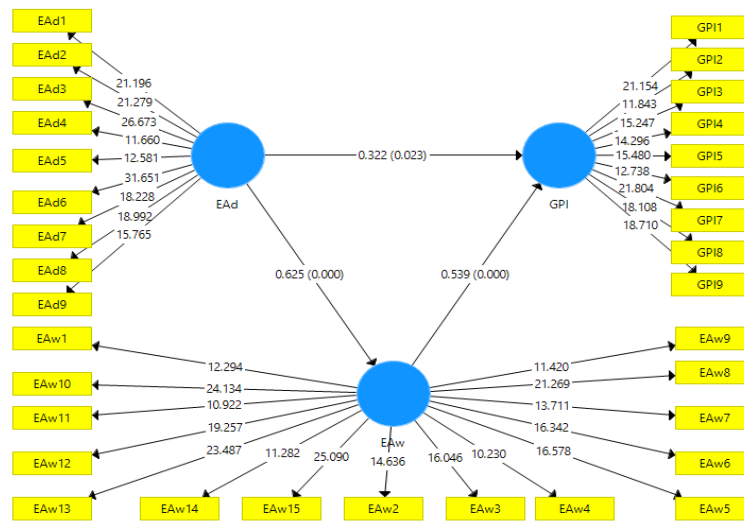 EAd1
EAd2
EAd3
EAd4
EAd5
EAd6
EAd7
EAd8
EAd9
21.196
21.279
26.673
11.660
12.581
31.651
18.228
18.992
15.765
EAd
0.322 (0.023)
GPI
21.154
11.843
15.247
14.296
15.480
12.738
21.804
18.108
18.710
GPI1
GPI2
GPI3
GPI4
GPI5
GPI6
GPI7
GPI8
GPI9
0.625 (0.000)
0.539 (0.000)
EAw1
EAw10
EAw11
EAw12
EAw13
EAw14
EAw15
EAw2
EAw3
EAw4
EAw5
EAw6
EAw7
EAw8
EAw9
12.294
24.134
10.922
19.257
23.487
11.282
25.090
14.636
16.046
10.230
16.578
16.342
13.711
21.269
11.420
EAw